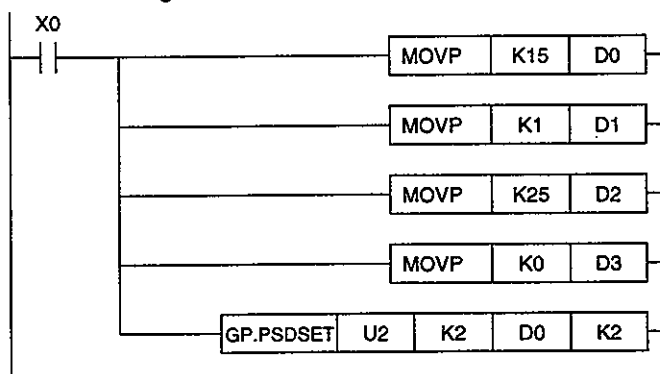 X0
MOVP K15 D0
MOVP K1 D1
MOVP K25 D2
MOVP K0 D3
GP.PSDSET U2 K2 D0 K2